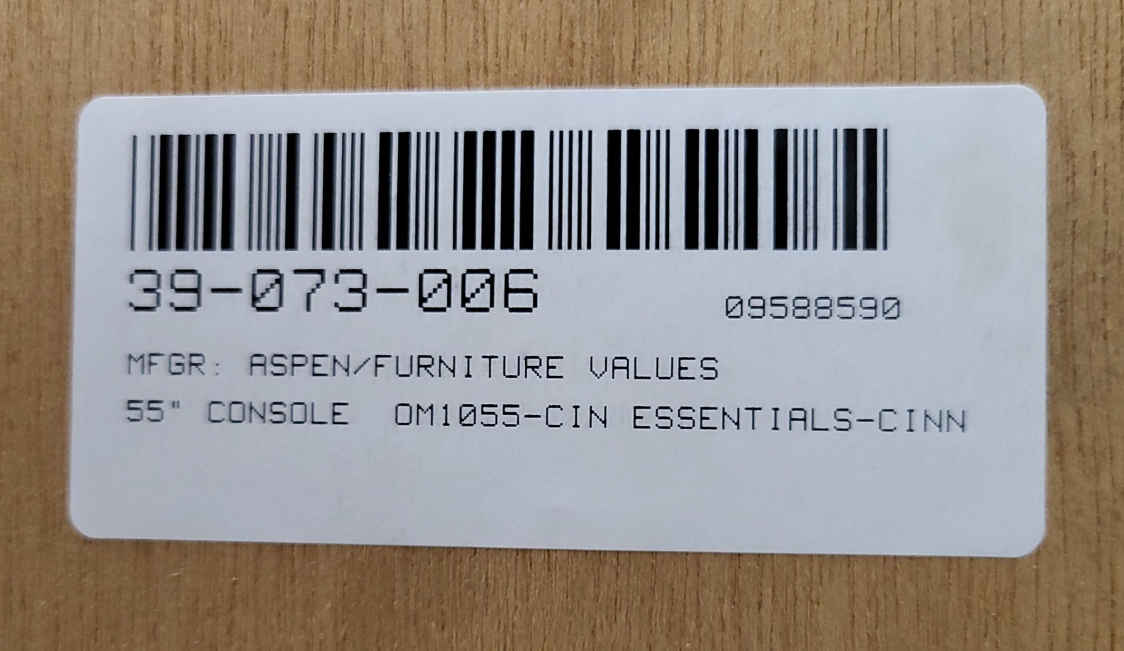 39-073-006 09588590
MFGR: ASPEN/FURNITURE VALUES
55" CONSOLE OM1055-CIN ESSENTIALS-CINN